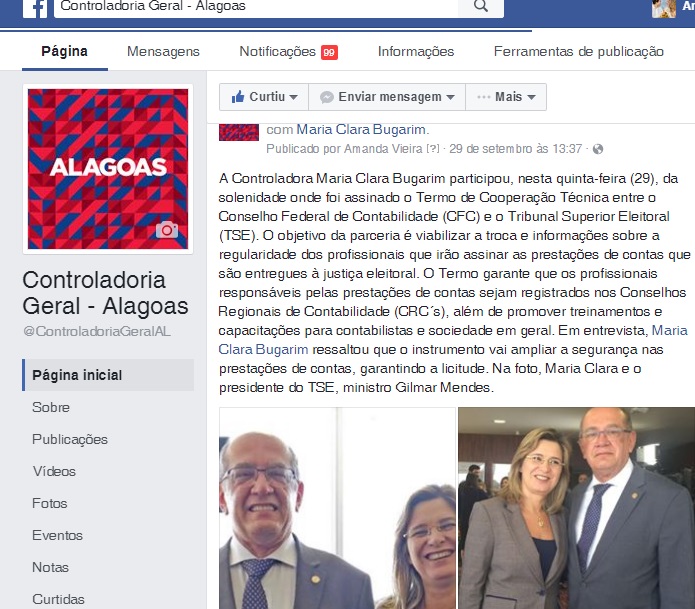 Controladoria Geral - Alagoas
Página
Mensagens
Notificações 99
Informações
Ferramentas de publicação
ALAGOAS
Controladoria
Geral - Alagoas
@ControladoriaGeralAL
Página inicial
Sobre
Publicações
Vídeos
Fotos
Eventos
Notas
Curtidas
Curtiu
Enviar mensagem
Mais
com Maria Clara Bugarim.
Publicado por Amanda Vieira [?] · 29 de setembro às 13:37 ·
A Controladora Maria Clara Bugarim participou, nesta quinta-feira (29), da
solenidade onde foi assinado o Termo de Cooperação Técnica entre o
Conselho Federal de Contabilidade (CFC) e o Tribunal Superior Eleitoral
(TSE). O objetivo da parceria é viabilizar a troca e informações sobre a
regularidade dos profissionais que irão assinar as prestações de contas que
são entregues à justiça eleitoral. O Termo garante que os profissionais
responsáveis pelas prestações de contas sejam registrados nos Conselhos
Regionais de Contabilidade (CRC´s), além de promover treinamentos e
capacitações para contabilistas e sociedade em geral. Em entrevista, Maria
Clara Bugarim ressaltou que o instrumento vai ampliar a segurança nas
prestações de contas, garantindo a licitude. Na foto, Maria Clara e o
presidente do TSE, ministro Gilmar Mendes.